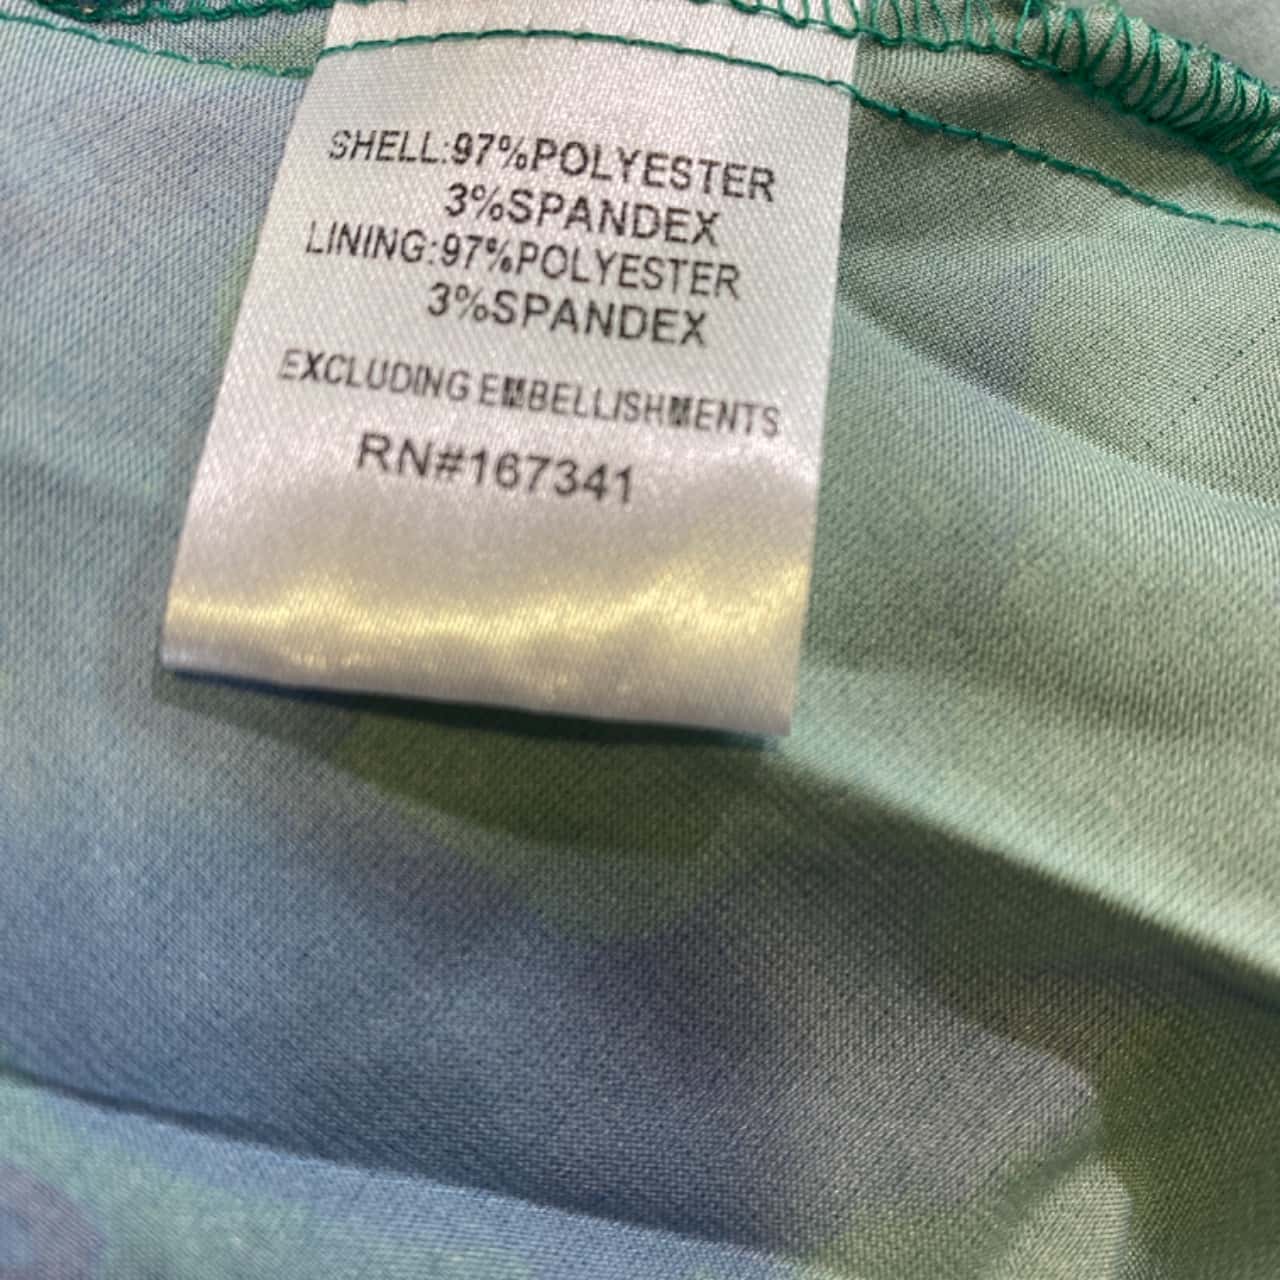 SHELL:97%POLYESTER
3%SPANDEX
LINING:97%POLYESTER
3%SPANDEX
EXCLUDING EMBELLISHMENTS
RN#167341